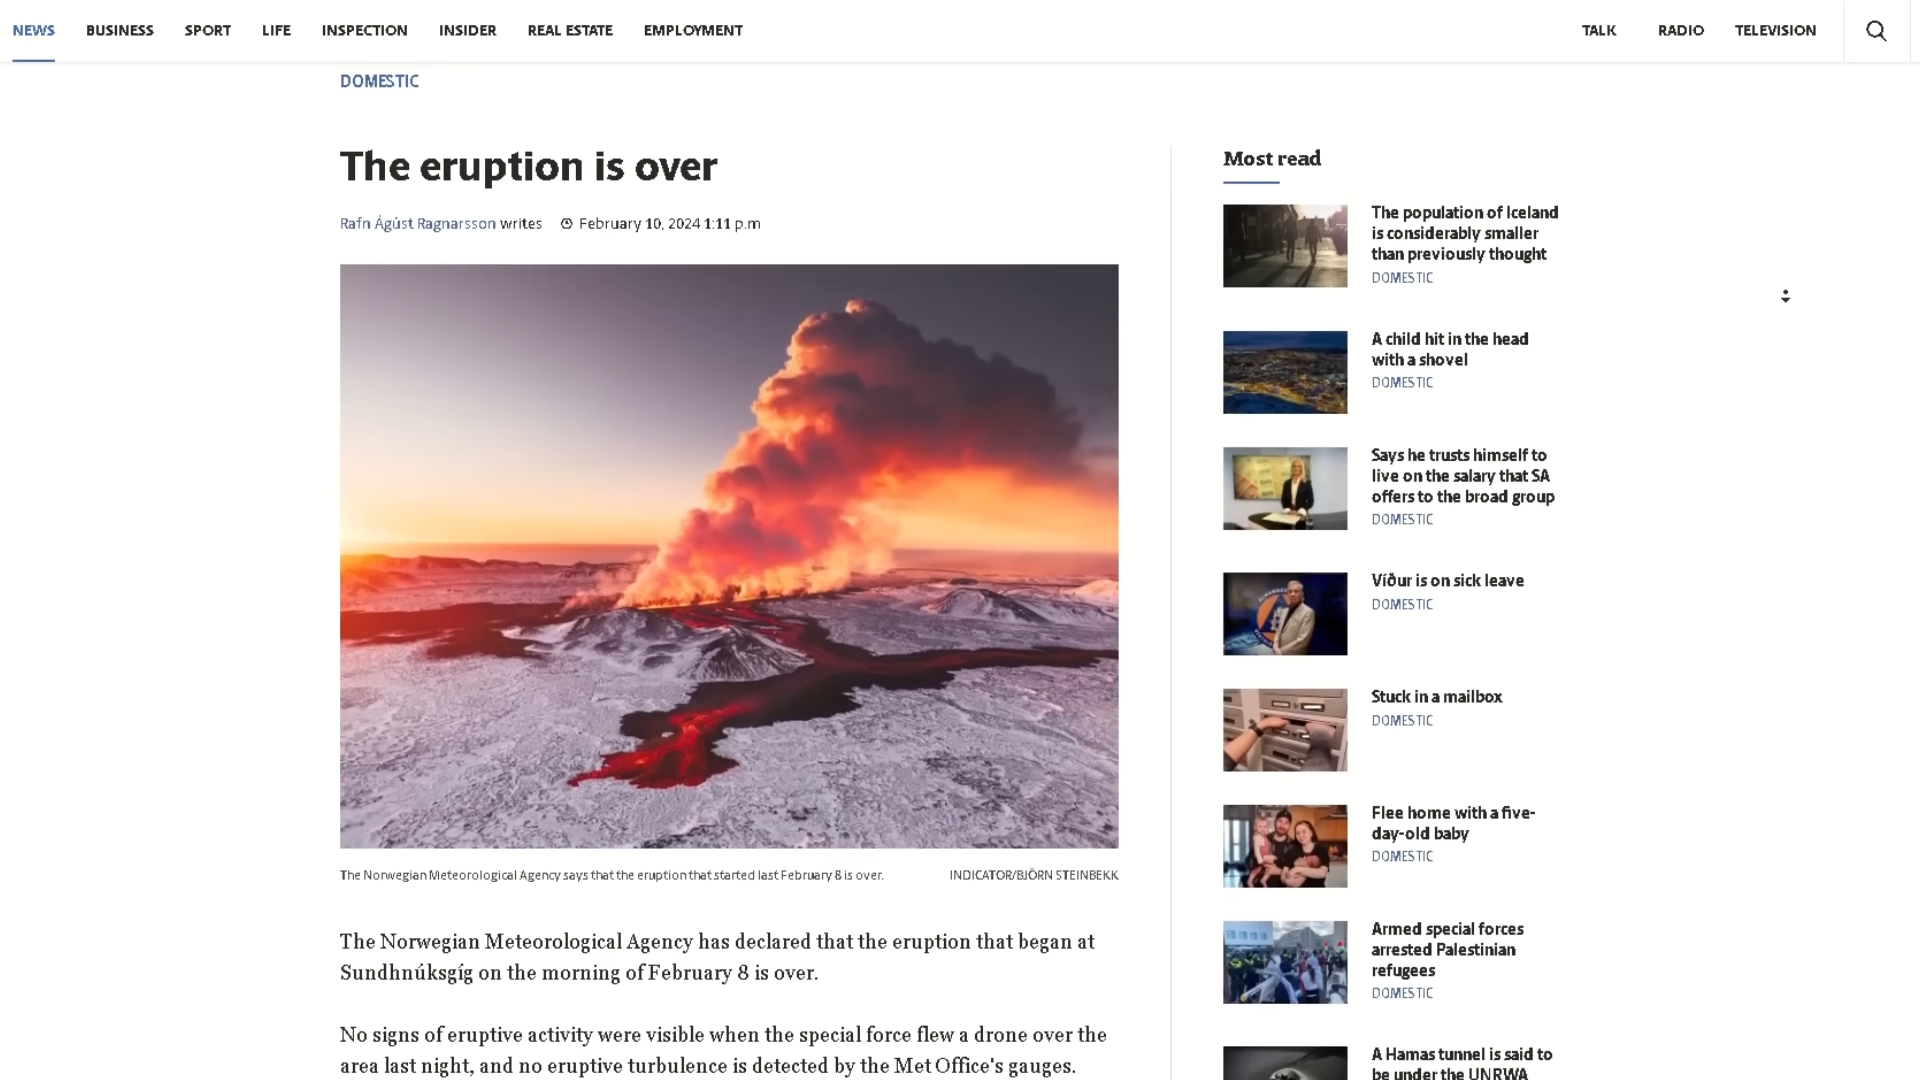 NEWS BUSINESS SPORT LIFE INSPECTION INSIDER REAL ESTATE EMPLOYMENT TALK RADIO TELEVISION
DOMESTIC
The eruption is over
Rafn Ágúst Ragnarsson writes February 10, 2024 1:11 p.m
The Norwegian Meteorological Agency says that the eruption that started last February 8 is over. INDICATOR/BJÖRN STEINBEKK
The Norwegian Meteorological Agency has declared that the eruption that began at
Sundhnúksgíg on the morning of February 8 is over.
No signs of eruptive activity were visible when the special force flew a drone over the
area last night, and no eruptive turbulence is detected by the Met Office's gauges.
Most read
The population of Iceland
is considerably smaller
than previously thought
DOMESTIC
A child hit in the head
with a shovel
DOMESTIC
Says he trusts himself to
live on the salary that SA
offers to the broad group
DOMESTIC
Víður is on sick leave
DOMESTIC
Stuck in a mailbox
DOMESTIC
Flee home with a five-
day-old baby
DOMESTIC
Armed special forces
arrested Palestinian
refugees
DOMESTIC
A Hamas tunnel is said to
be under the UNRWA